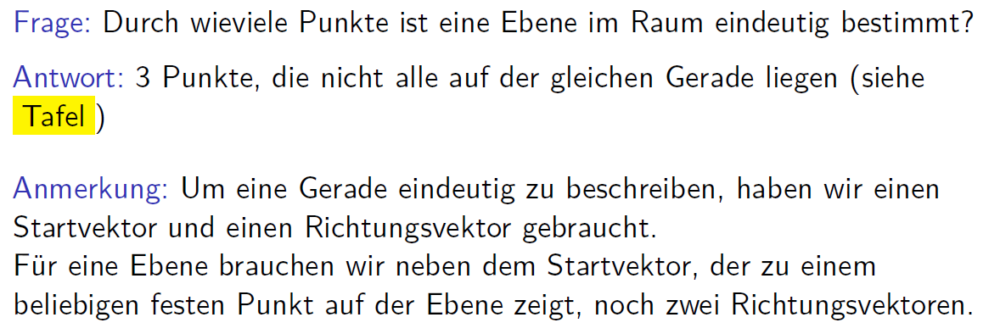 Frage: Durch wieviele Punkte ist eine Ebene im Raum eindeutig bestimmt?
Antwort: 3 Punkte, die nicht alle auf der gleichen Gerade liegen (siehe
Tafel )
Anmerkung: Um eine Gerade eindeutig zu beschreiben, haben wir einen
Startvektor und einen Richtungsvektor gebraucht.
Für eine Ebene brauchen wir neben dem Startvektor, der zu einem
beliebigen festen Punkt auf der Ebene zeigt, noch zwei Richtungsvektoren.